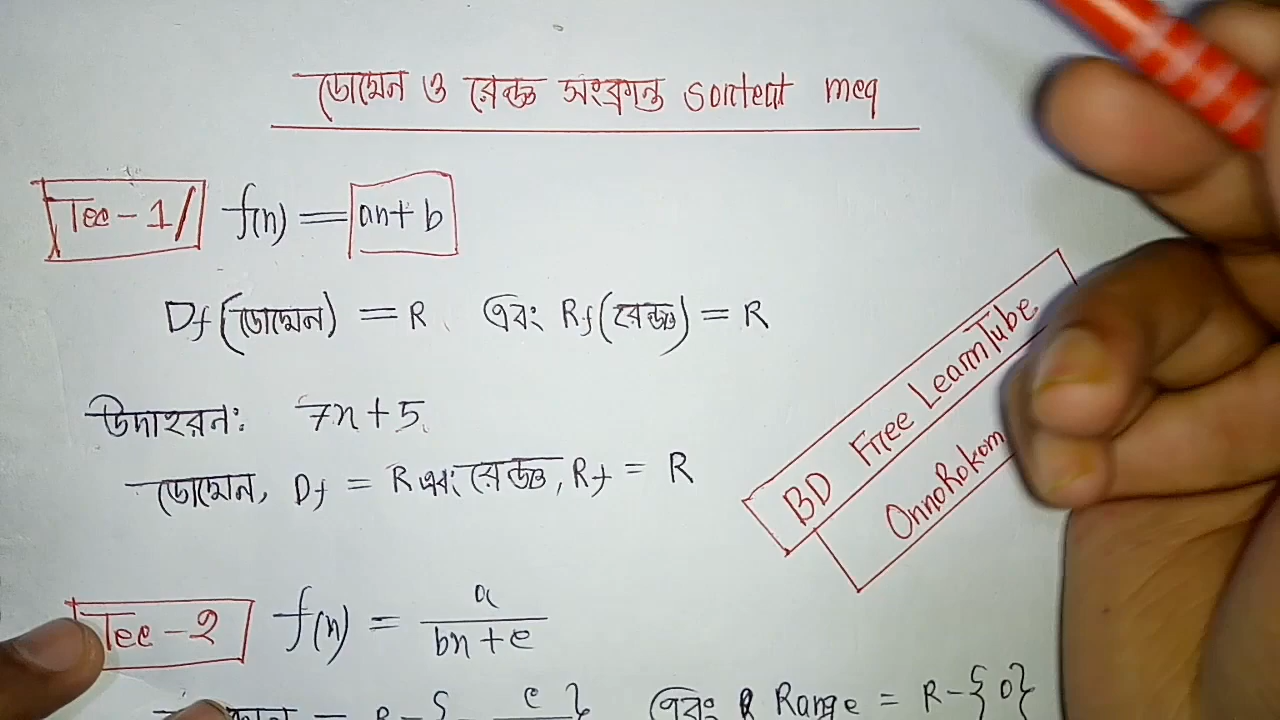 ডোমেন ও রেঞ্জ সংক্রান্ত Sortcut mcq
Tec-1 f(x) = ax+b
Df(ডোমেন) = R এবং Rf(রেঞ্জ) = R
উদাহরন: 7x+5
ডোমেন, Df = R এবং রেঞ্জ, Rf = R
BD Free LearnTube
OnnoRokom
Tec-2 f(x) = a/(bx+c)
= R-{ c } এবং Range = R-{0}